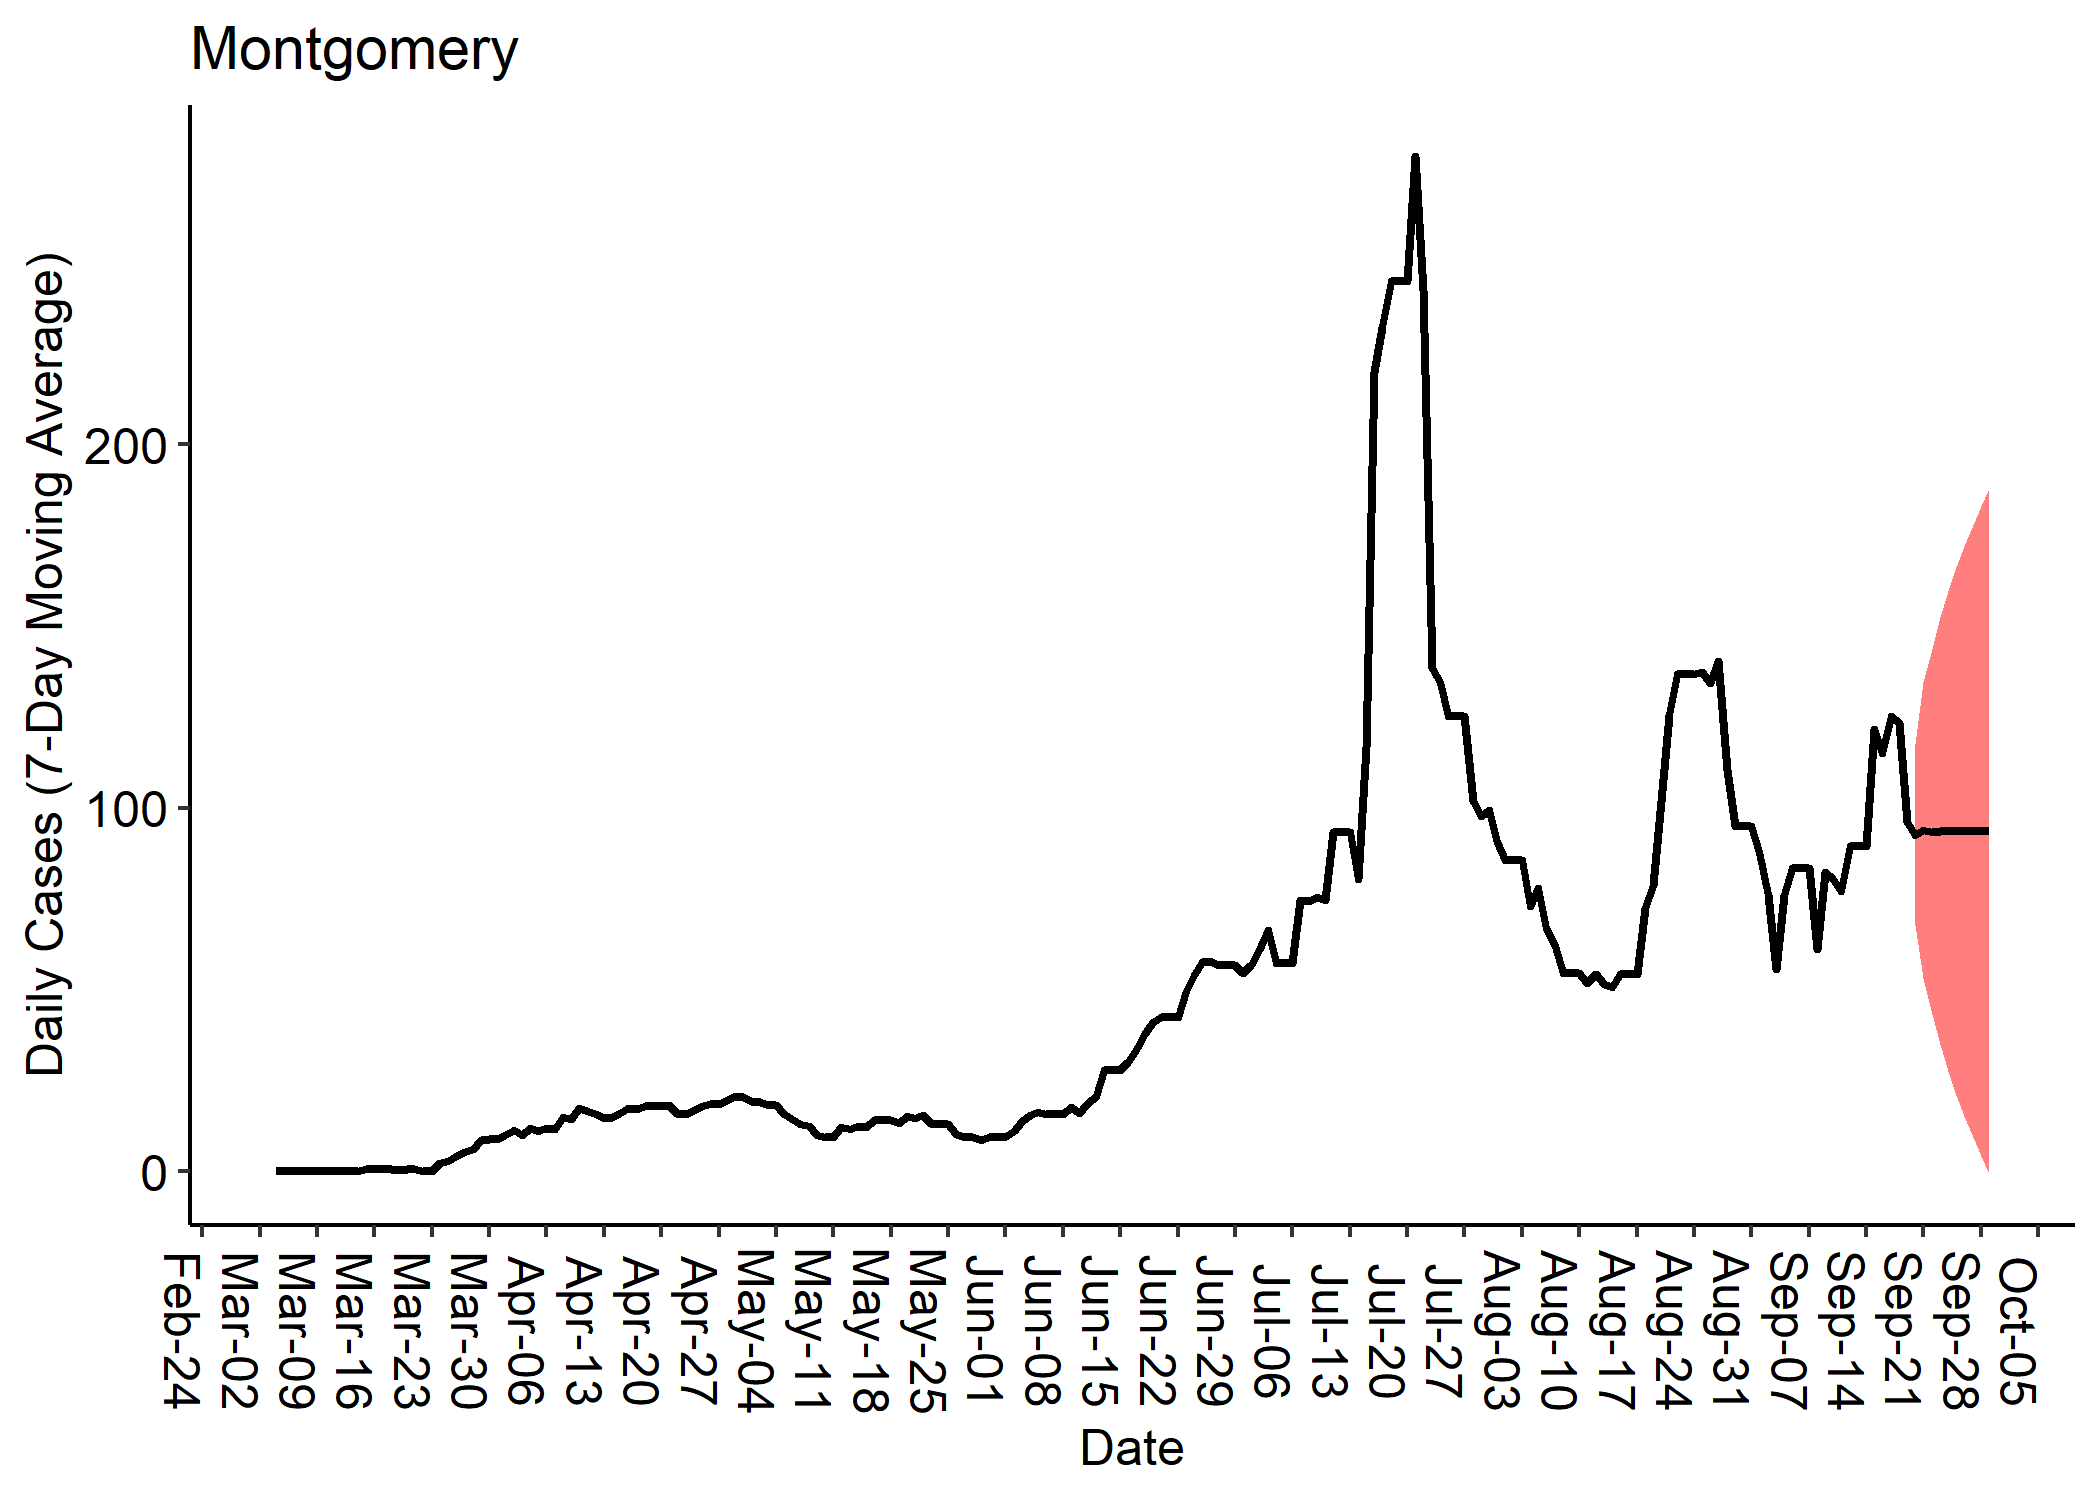 Montgomery
Daily Cases (7-Day Moving Average)
200
100
0
Feb-24
Mar-02
Mar-09
Mar-16
Mar-23
Mar-30
Apr-06
Apr-13
Apr-20
Apr-27
May-04
May-11
May-18
May-25
Jun-01
Jun-08
Jun-15
Jun-22
Jun-29
Jul-06
Jul-13
Jul-20
Jul-27
Aug-03
Aug-10
Aug-17
Aug-24
Aug-31
Sep-07
Sep-14
Sep-21
Sep-28
Oct-05
Date